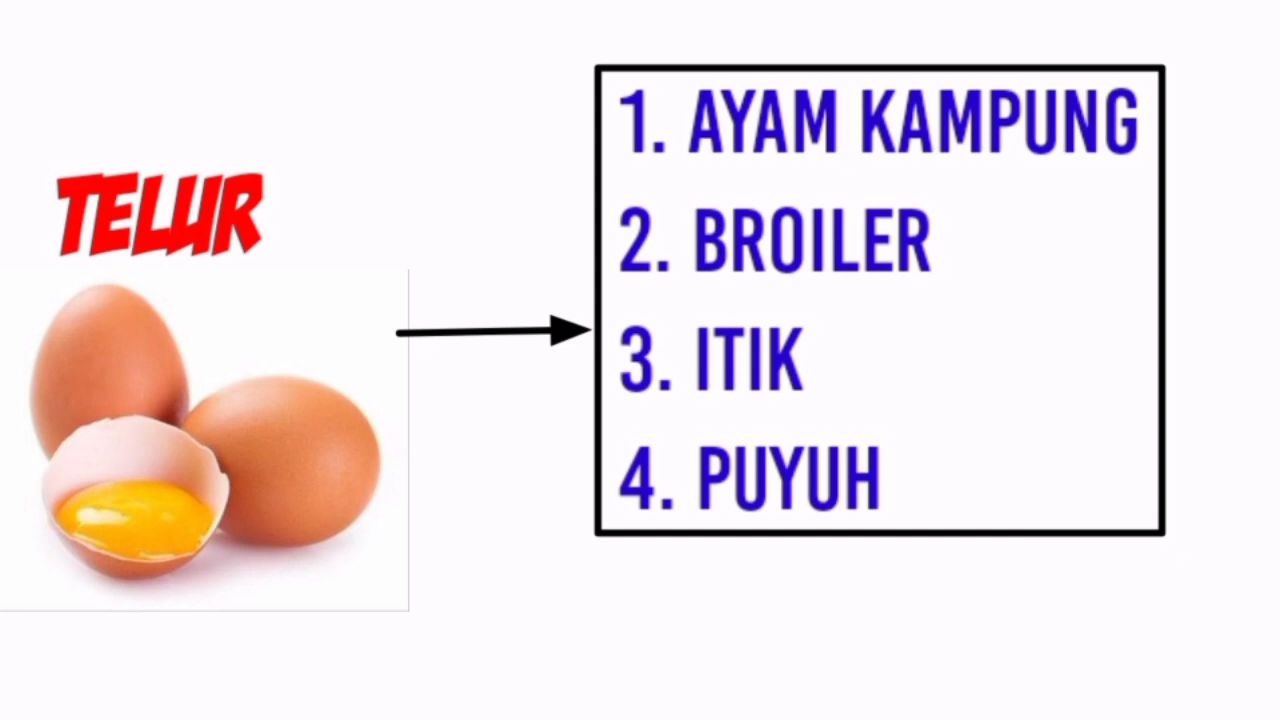 TELUR
1. AYAM KAMPUNG
2. BROILER
3. ITIK
4. PUYUH